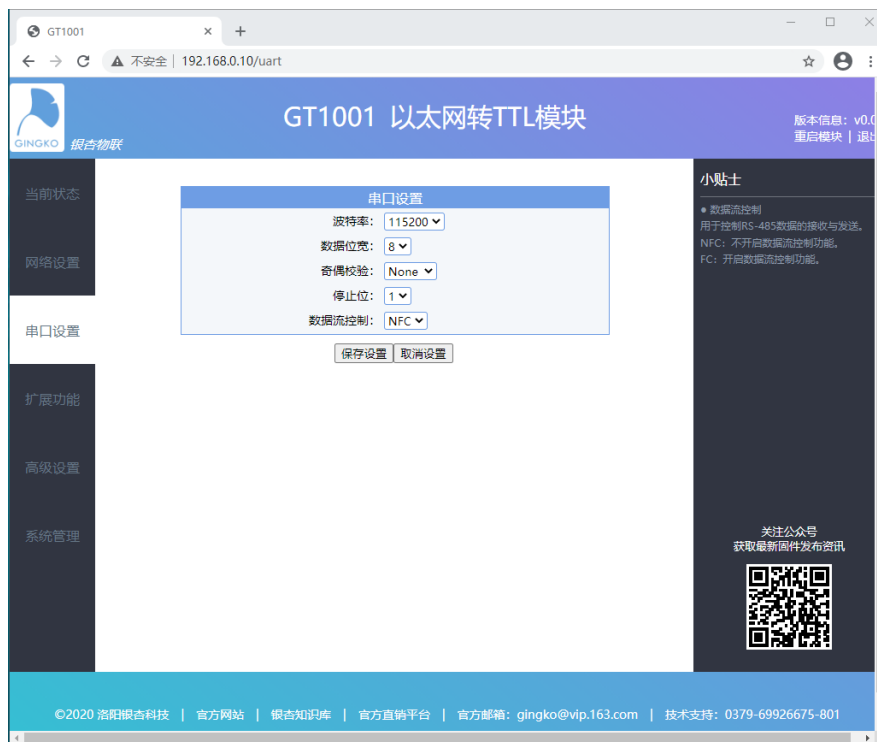 GT1001
不安全
192.168.0.10/uart
GINGKO
银杏物联
GT1001 以太网转TTL模块
版本信息：v0.0
重启模块 | 退出
当前状态
网络设置
串口设置
扩展功能
高级设置
系统管理
串口设置
波特率： 115200
数据位宽： 8
奇偶校验： None
停止位： 1
数据流控制： NFC
保存设置 取消设置
小贴士
● 数据流控制
用于控制RS-485数据的接收与发送。
NFC：不开启数据流控制功能。
FC：开启数据流控制功能。
关注公众号
获取最新固件发布资讯
©2020 洛阳银杏科技 | 官方网站 | 银杏知识库 | 官方直销平台 | 官方邮箱：gingko@vip.163.com | 技术支持：0379-69926675-801